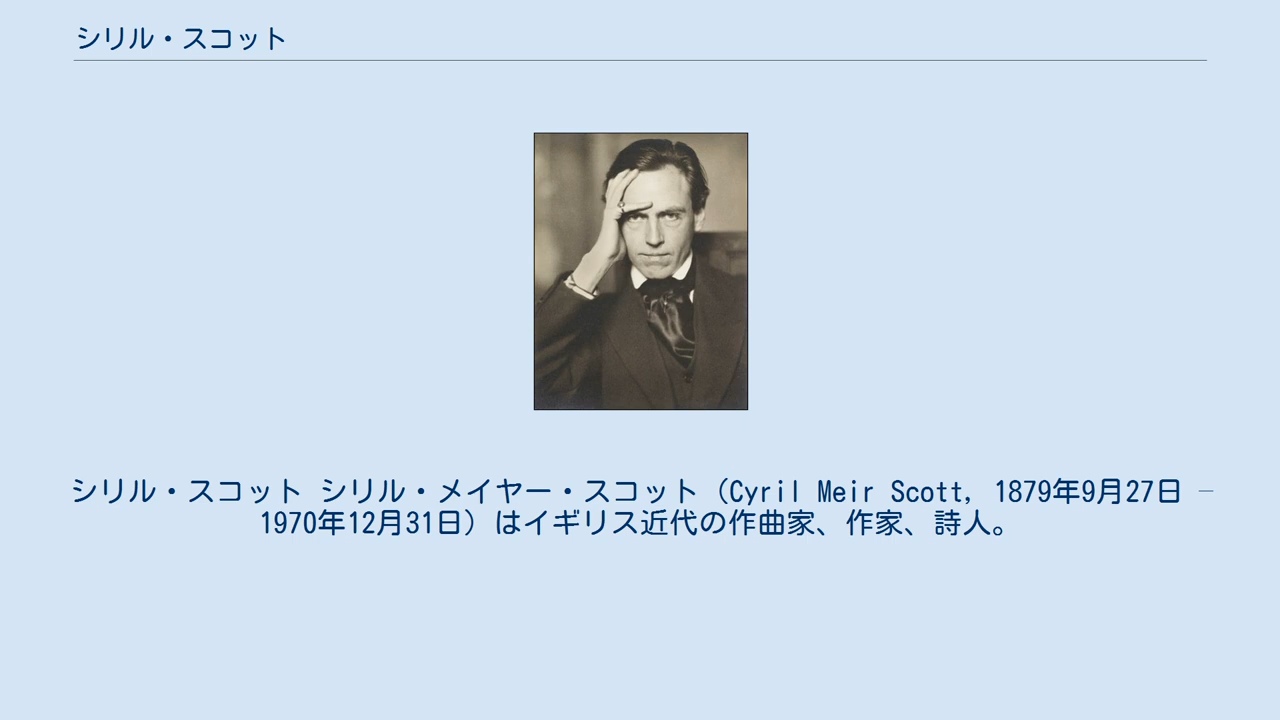 シリル・スコット
シリル・スコット シリル・メイヤー・スコット（Cyril Meir Scott, 1879年9月27日 –
1970年12月31日）はイギリス近代の作曲家、作家、詩人。